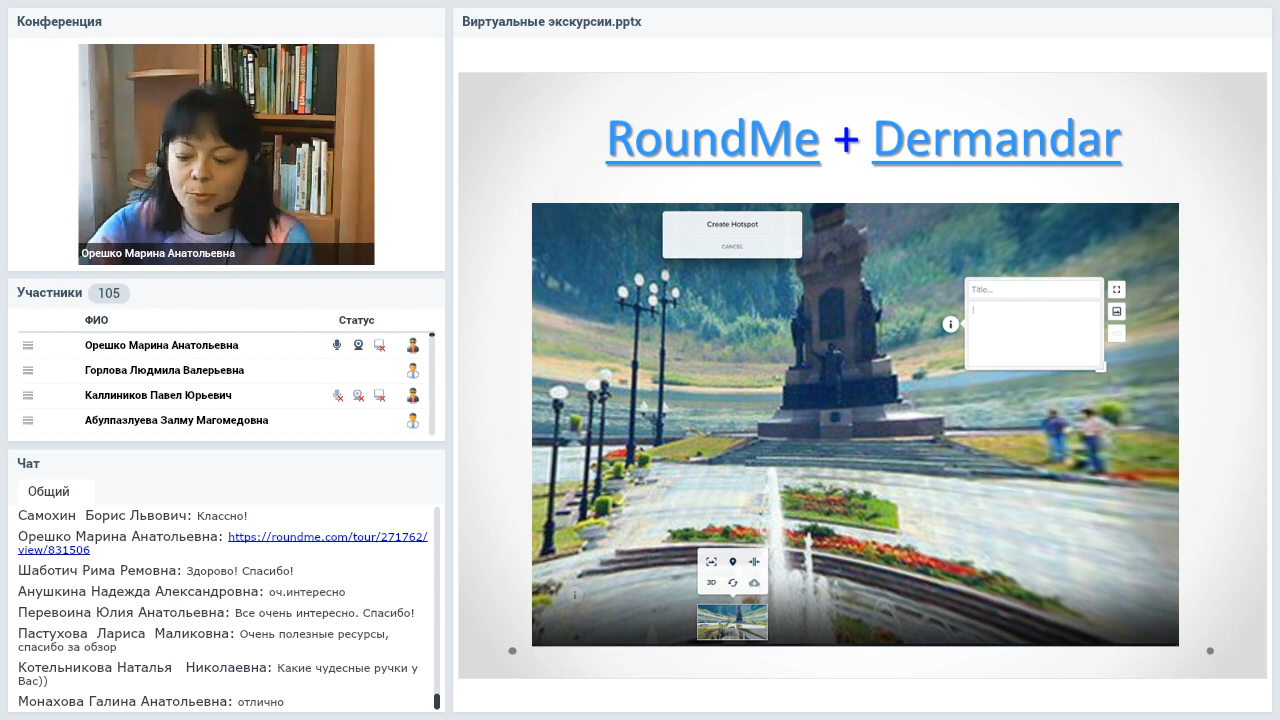 Конференция
Орешко Марина Анатольевна
Участники 105
ФИО Статус
Орешко Марина Анатольевна
Горлова Людмила Валерьевна
Каллиников Павел Юрьевич
Абулпазлуева Залму Магомедовна
Чат
Общий
Самохин Борис Львович: Классно!
Орешко Марина Анатольевна: https://roundme.com/tour/271762/
view/831506
Шаботич Рима Ремовна: Здорово! Спасибо!
Анушкина Надежда Александровна: оч.интересно
Перевоина Юлия Анатольевна: Все очень интересно. Спасибо!
Пастухова Лариса Маликовна: Очень полезные ресурсы,
спасибо за обзор
Котельникова Наталья Николаевна: Какие чудесные ручки у
Вас))
Монахова Галина Анатольевна: отлично
Виртуальные экскурсии.pptx
RoundMe + Dermandar
Create Hotspot
CANCEL
Title...
3D